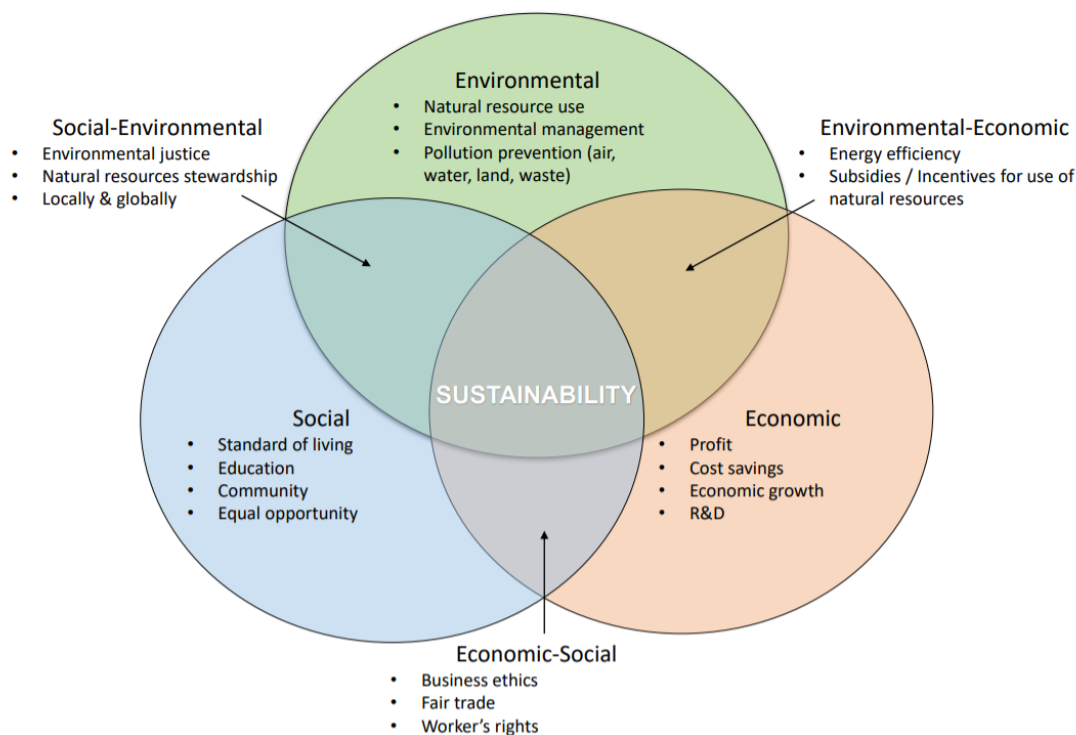 Environmental
• Natural resource use
• Environmental management
• Pollution prevention (air,
water, land, waste)
Social-Environmental
• Environmental justice
• Natural resources stewardship
• Locally & globally
Environmental-Economic
• Energy efficiency
• Subsidies / Incentives for use of
natural resources
SUSTAINABILITY
Social
• Standard of living
• Education
• Community
• Equal opportunity
Economic
• Profit
• Cost savings
• Economic growth
• R&D
Economic-Social
• Business ethics
• Fair trade
• Worker's rights